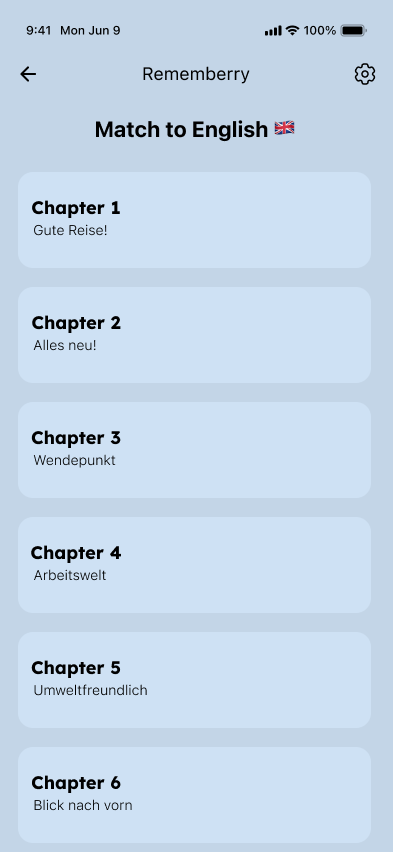 9:41 Mon Jun 9 100%
Rememberry
Match to English 🇬🇧
Chapter 1
Gute Reise!
Chapter 2
Alles neu!
Chapter 3
Wendepunkt
Chapter 4
Arbeitswelt
Chapter 5
Umweltfreundlich
Chapter 6
Blick nach vorn